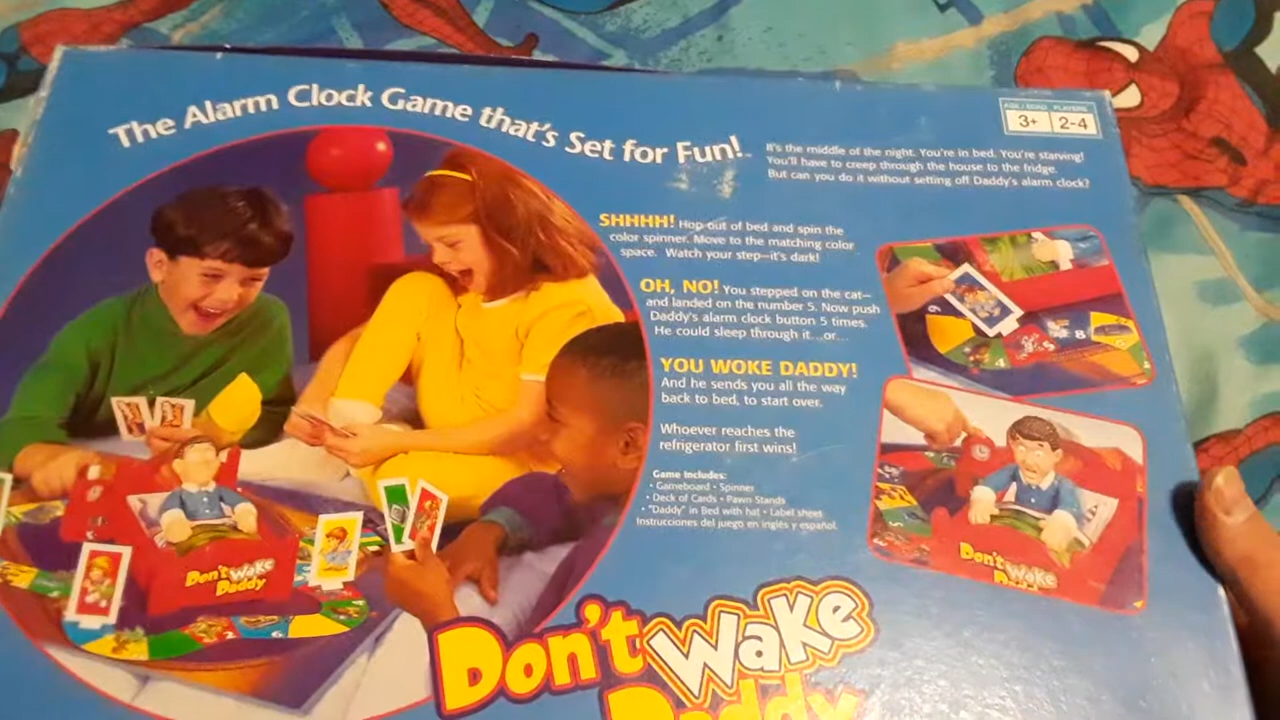 The Alarm Clock Game that's Set for Fun!
AGE / EDAD PLAYERS
3+ 2-4
It's the middle of the night. You're in bed. You're starving!
You'll have to creep through the house to the fridge.
But can you do it without setting off Daddy's alarm clock?
SHHHH! Hop out of bed and spin the
color spinner. Move to the matching color
space. Watch your step—it's dark!
OH, NO! You stepped on the cat—
and landed on the number 5. Now push
Daddy's alarm clock button 5 times.
He could sleep through it...or...
YOU WOKE DADDY!
And he sends you all the way
back to bed, to start over.
Whoever reaches the
refrigerator first wins!
Game Includes:
• Gameboard • Spinner
• Deck of Cards • Pawn Stands
• "Daddy" in Bed with hat • Label sheet
Instrucciones del juego en inglés y español.
Don't Wake
Daddy
Don't Wake
Daddy
Don't Wake
Daddy